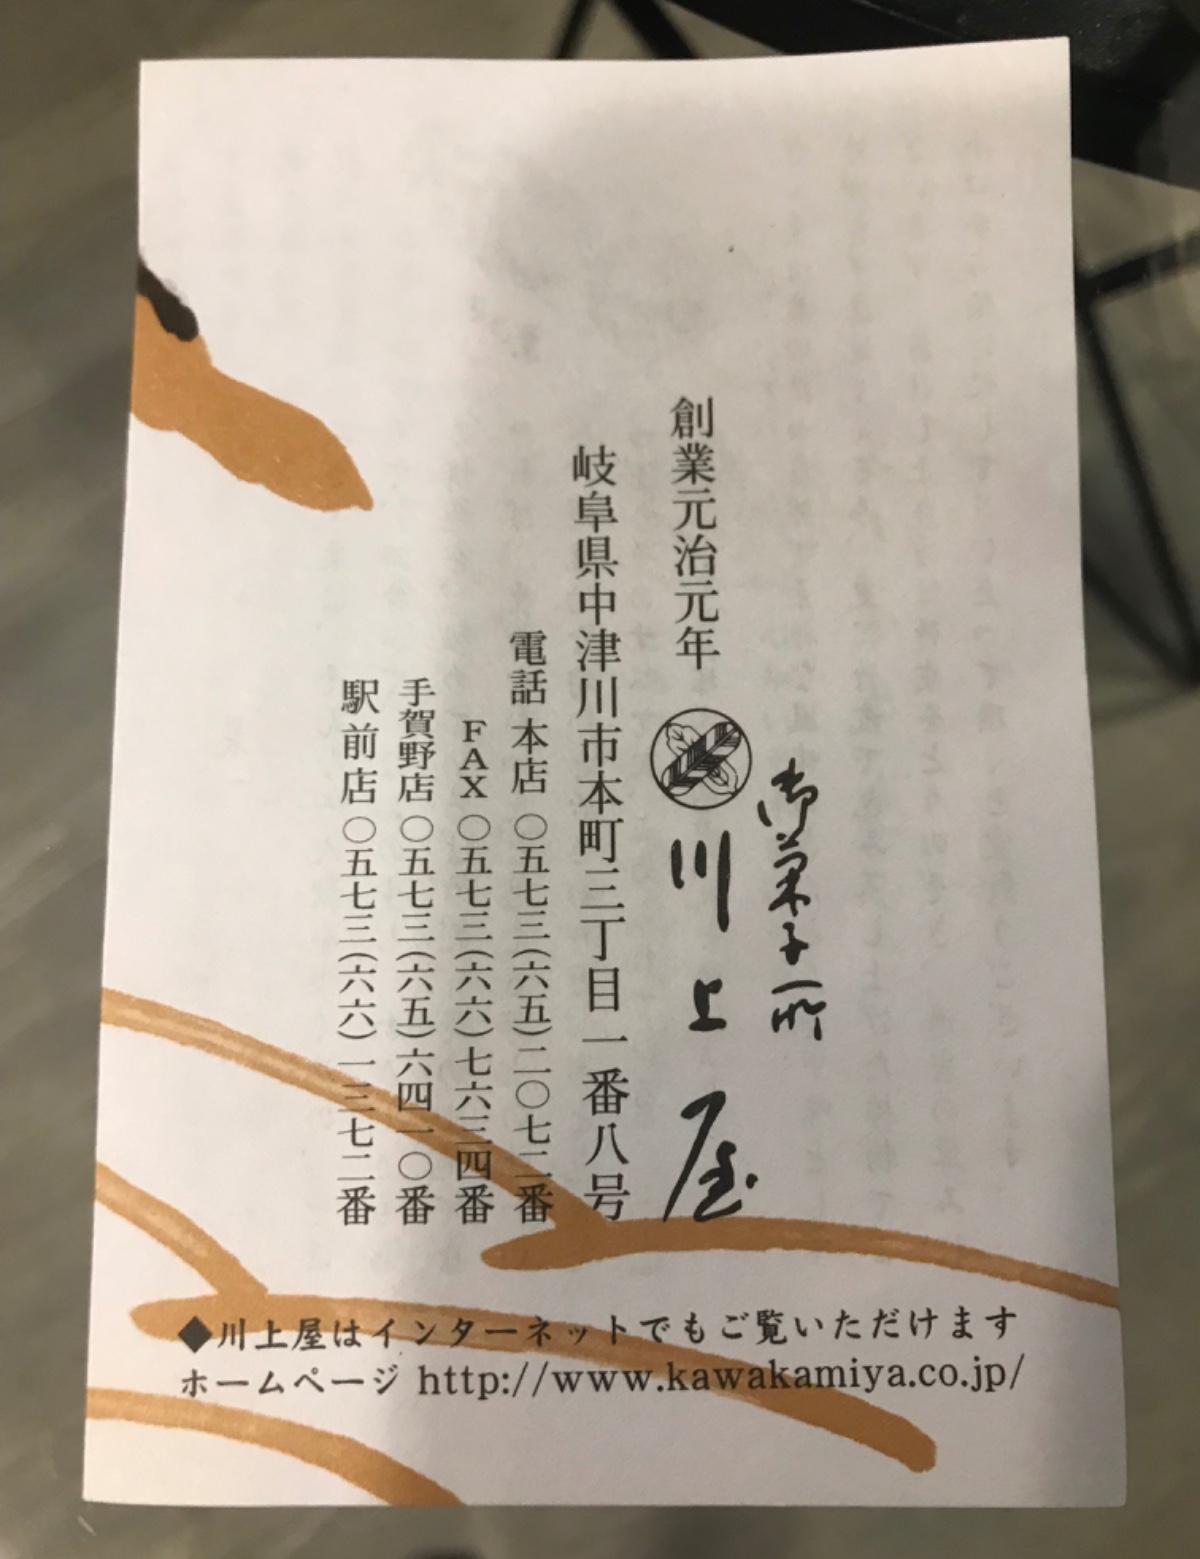 御菓子所
創業元治元年 川上屋
岐阜県中津川市本町三丁目一番八号
電話 本店 〇五七三(六五)二〇七二番
FAX 〇五七三(六六)七六三四番
手賀野店 〇五七三(六五)六四一〇番
駅前店 〇五七三(六六)一三七二番
◆川上屋はインターネットでもご覧いただけます
ホームページ http://www.kawakamiya.co.jp/